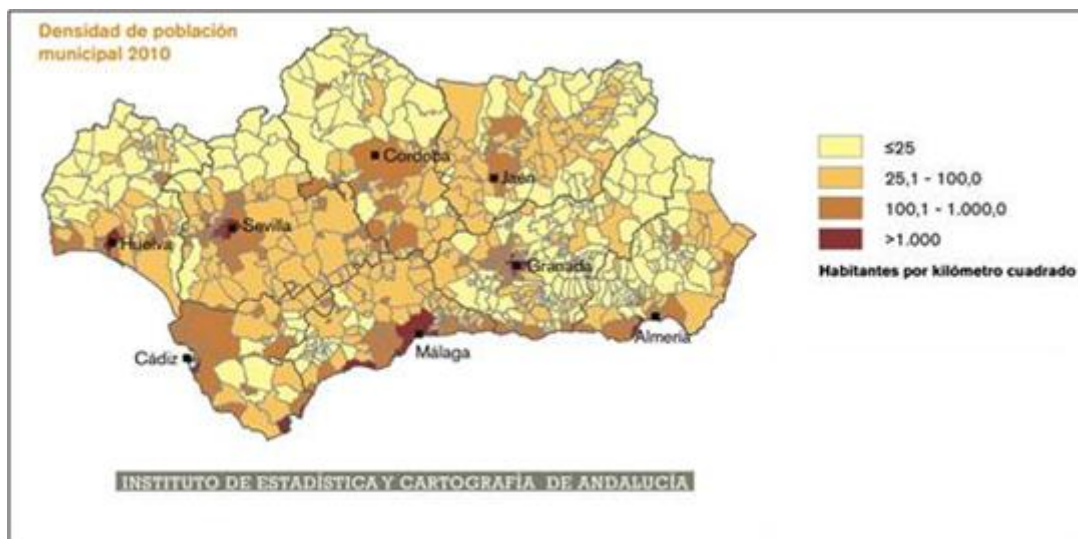 Densidad de población
municipal 2010
≤25
25,1 - 100,0
100,1 - 1.000,0
>1.000
Habitantes por kilómetro cuadrado
Cordoba
Jaén
Sevilla
Huelva
Granada
Almería
Málaga
Cádiz
INSTITUTO DE ESTADÍSTICA Y CARTOGRAFÍA DE ANDALUCÍA